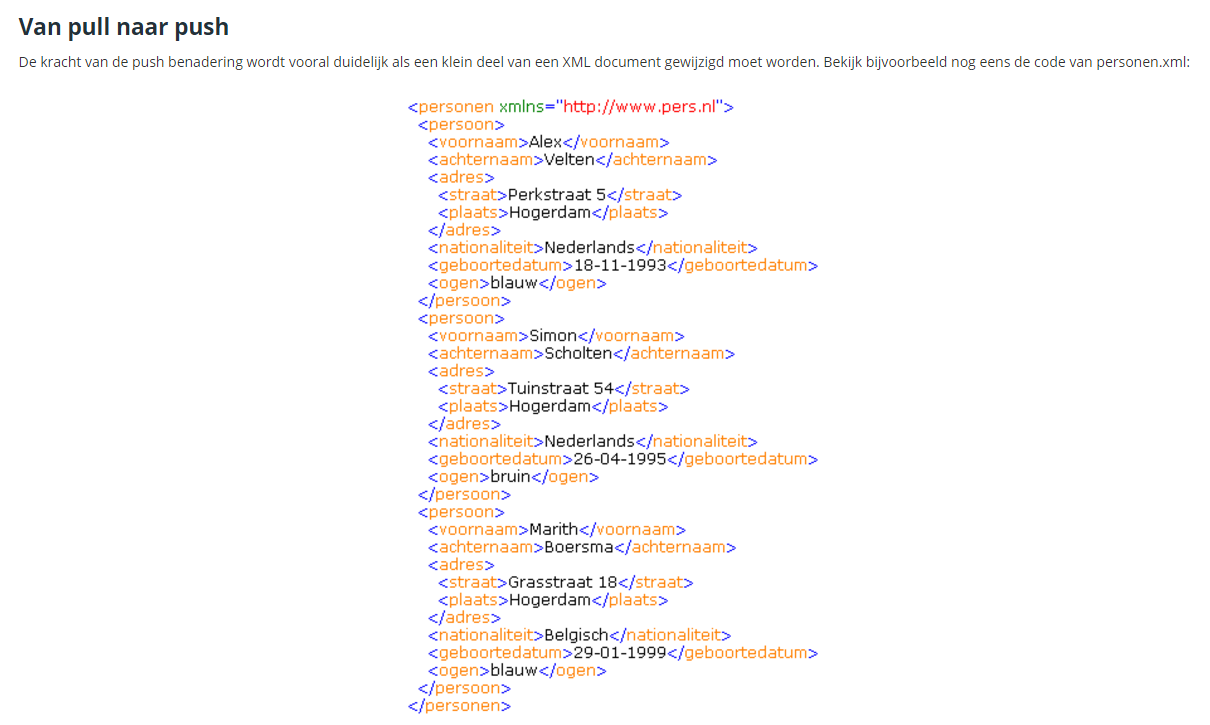 Van pull naar push
De kracht van de push benadering wordt vooral duidelijk als een klein deel van een XML document gewijzigd moet worden. Bekijk bijvoorbeeld nog eens de code van personen.xml:
<personen xmlns="http://www.pers.nl">
<persoon>
<voornaam>Alex</voornaam>
<achternaam>Velten</achternaam>
<adres>
<straat>Perkstraat 5</straat>
<plaats>Hogerdam</plaats>
</adres>
<nationaliteit>Nederlands</nationaliteit>
<geboortedatum>18-11-1993</geboortedatum>
<ogen>blauw</ogen>
</persoon>
<persoon>
<voornaam>Simon</voornaam>
<achternaam>Scholten</achternaam>
<adres>
<straat>Tuinstraat 54</straat>
<plaats>Hogerdam</plaats>
</adres>
<nationaliteit>Nederlands</nationaliteit>
<geboortedatum>26-04-1995</geboortedatum>
<ogen>bruin</ogen>
</persoon>
<persoon>
<voornaam>Marith</voornaam>
<achternaam>Boersma</achternaam>
<adres>
<straat>Grasstraat 18</straat>
<plaats>Hogerdam</plaats>
</adres>
<nationaliteit>Belgisch</nationaliteit>
<geboortedatum>29-01-1999</geboortedatum>
<ogen>blauw</ogen>
</persoon>
</personen>